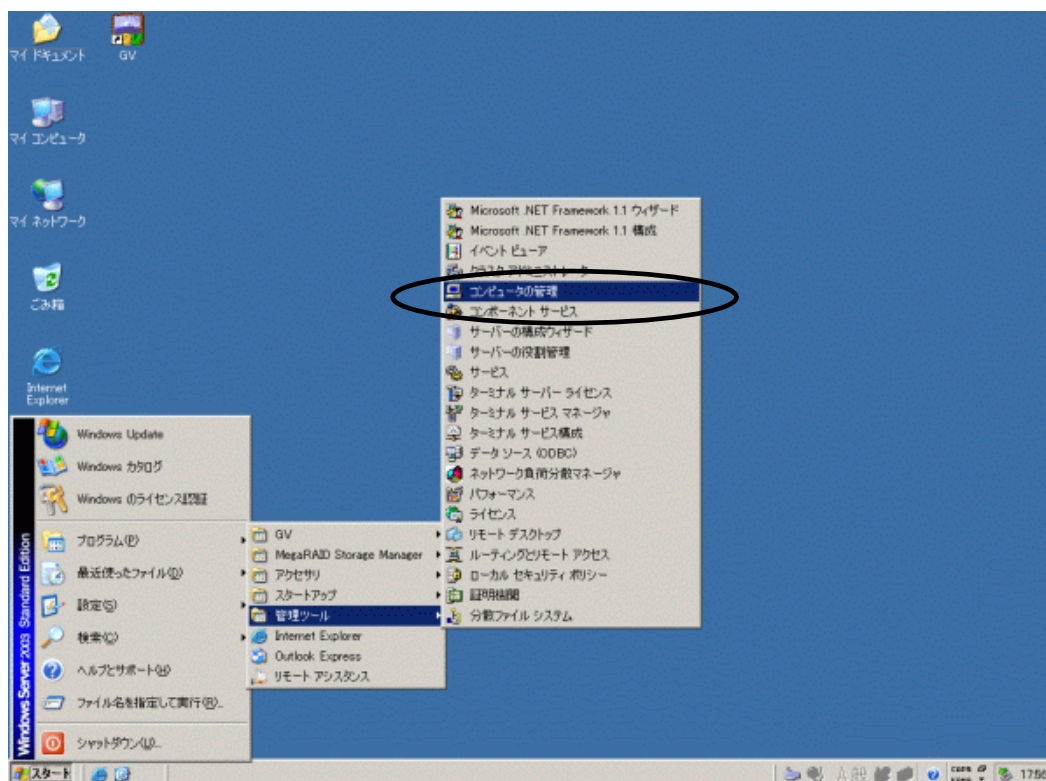 マイ ドキュメント
GV
マイ コンピュータ
マイ ネットワーク
ごみ箱
Internet
Explorer
Windows Server 2003 Standard Edition
Windows Update
Windows カタログ
Windows のライセンス認証
プログラム(P)
最近使ったファイル(D)
設定(S)
検索(C)
ヘルプとサポート(H)
ファイル名を指定して実行(R)...
シャットダウン(U)...
GV
MegaRAID Storage Manager
アクセサリ
スタートアップ
管理ツール
Internet Explorer
Outlook Express
リモート アシスタンス
Microsoft .NET Framework 1.1 ウィザード
Microsoft .NET Framework 1.1 構成
イベント ビューア
クラスタ アドミニストレータ
コンピュータの管理
コンポーネント サービス
サーバーの構成ウィザード
サーバーの役割管理
サービス
ターミナル サーバー ライセンス
ターミナル サービス マネージャ
ターミナル サービス構成
データ ソース (ODBC)
ネットワーク負荷分散マネージャ
パフォーマンス
ライセンス
リモート デスクトップ
ルーティングとリモート アクセス
ローカル セキュリティ ポリシー
証明機関
分散ファイル システム
スタート
A 般
CAPS